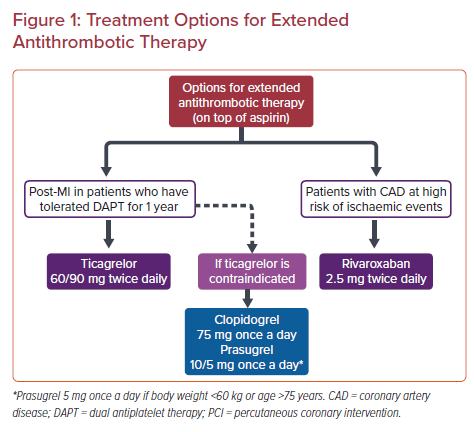 Figure 1: Treatment Options for Extended
Antithrombotic Therapy
Options for extended
antithrombotic therapy
(on top of aspirin)
Post-MI in patients who have
tolerated DAPT for 1 year
Patients with CAD at high
risk of ischaemic events
Ticagrelor
60/90 mg twice daily
If ticagrelor is
contraindicated
Rivaroxaban
2.5 mg twice daily
Clopidogrel
75 mg once a day
Prasugrel
10/5 mg once a day*
*Prasugrel 5 mg once a day if body weight <60 kg or age >75 years. CAD = coronary artery
disease; DAPT = dual antiplatelet therapy; PCI = percutaneous coronary intervention.